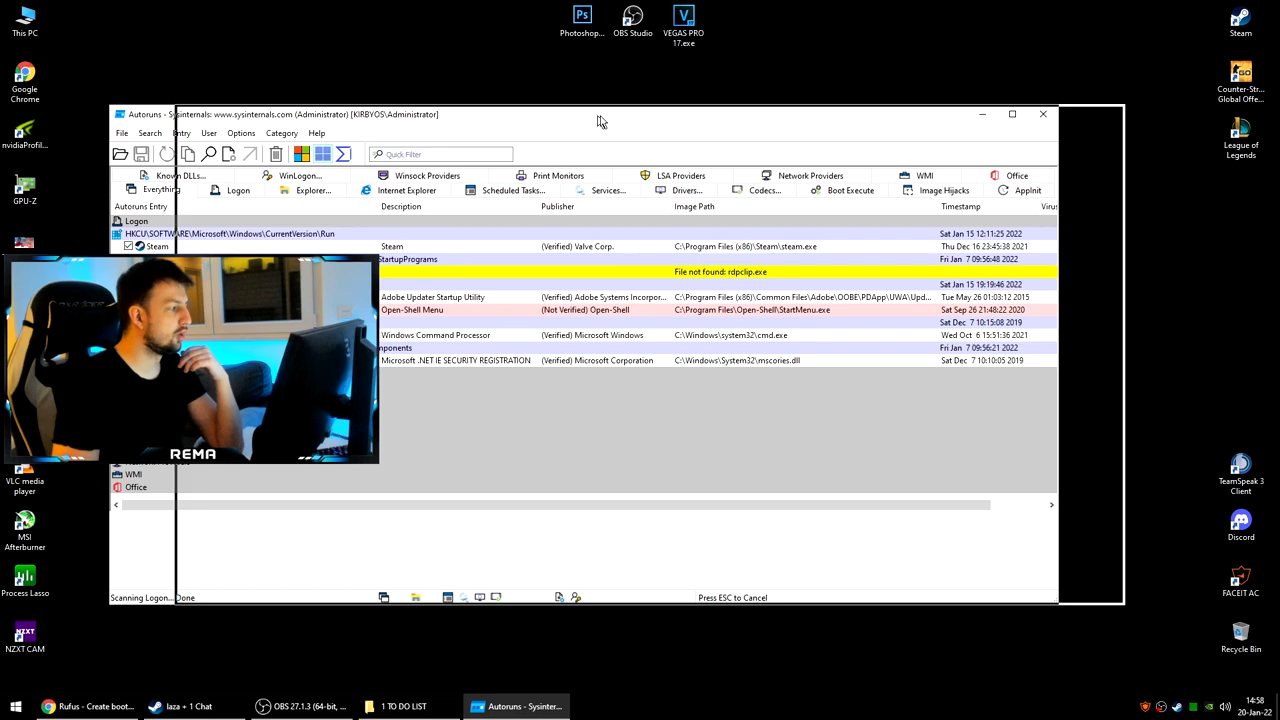 This PC
Photoshop...
OBS Studio
VEGAS PRO
17.exe
Steam
Google
Chrome
Counter-Str...
Global Offe...
nvidiaProfil...
League of
Legends
GPU-Z
Autoruns - Sysinternals: www.sysinternals.com (Administrator) [KIRBYOS\Administrator]
File Search Entry User Options Category Help
Quick Filter
Known DLLs... WinLogon... Winsock Providers Print Monitors LSA Providers Network Providers WMI Office
Everything Logon Explorer... Internet Explorer Scheduled Tasks... Services... Drivers... Codecs... Boot Execute Image Hijacks AppInit
Autoruns Entry Description Publisher Image Path Timestamp Virus
Logon
HKCU\SOFTWARE\Microsoft\Windows\CurrentVersion\Run Sat Jan 15 12:11:25 2022
Steam Steam (Verified) Valve Corp. C:\Program Files (x86)\Steam\steam.exe Thu Dec 16 23:45:38 2021
StartupPrograms Fri Jan 7 09:56:48 2022
File not found: rdpclip.exe
Sat Jan 15 19:19:46 2022
Adobe Updater Startup Utility (Verified) Adobe Systems Incorpor... C:\Program Files (x86)\Common Files\Adobe\OOBE\PDApp\UWA\Upd... Tue May 26 01:03:12 2015
Open-Shell Menu (Not Verified) Open-Shell C:\Program Files\Open-Shell\StartMenu.exe Sat Sep 26 21:48:22 2020
Sat Dec 7 10:15:08 2019
Windows Command Processor (Verified) Microsoft Windows C:\Windows\system32\cmd.exe Wed Oct 6 15:51:36 2021
mponents Fri Jan 7 09:56:21 2022
Microsoft .NET IE SECURITY REGISTRATION (Verified) Microsoft Corporation C:\Windows\System32\mscories.dll Sat Dec 7 10:10:05 2019
REMA
WMI
Office
Scanning Logon... Done Press ESC to Cancel
VLC media
player
MSI
Afterburner
Process Lasso
NZXT CAM
TeamSpeak 3
Client
Discord
FACEIT AC
Recycle Bin
Rufus - Create boot...
laza + 1 Chat
OBS 27.1.3 (64-bit, ...
1 TO DO LIST
Autoruns - Sysinter...
14:58
20-Jan-22